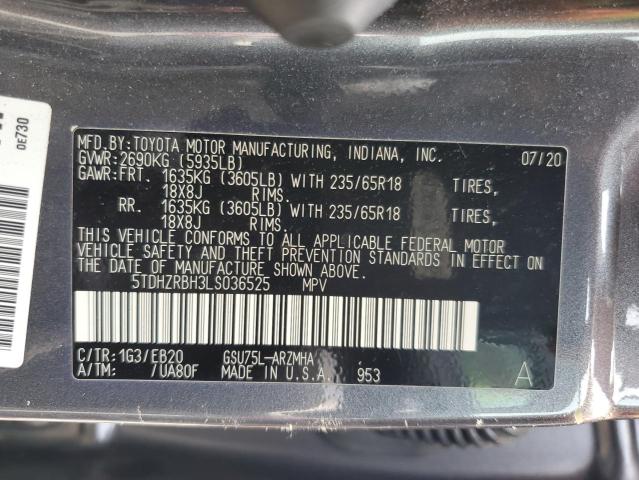 OE730
MFD.BY:TOYOTA MOTOR MANUFACTURING, INDIANA, INC. 07/20
GVWR:2690KG (5935LB)
GAWR:FRT. 1635KG (3605LB) WITH 235/65R18 TIRES,
18X8J RIMS.
RR. 1635KG (3605LB) WITH 235/65R18 TIRES,
18X8J RIMS.
THIS VEHICLE CONFORMS TO ALL APPLICABLE FEDERAL MOTOR
VEHICLE SAFETY AND THEFT PREVENTION STANDARDS IN EFFECT ON
THE DATE OF MANUFACTURE SHOWN ABOVE.
5TDHZRBH3LS036525 MPV
C/TR:1G3/EB20 GSU75L-ARZMHA
A/TM: /UA80F MADE IN U.S.A. 953 A